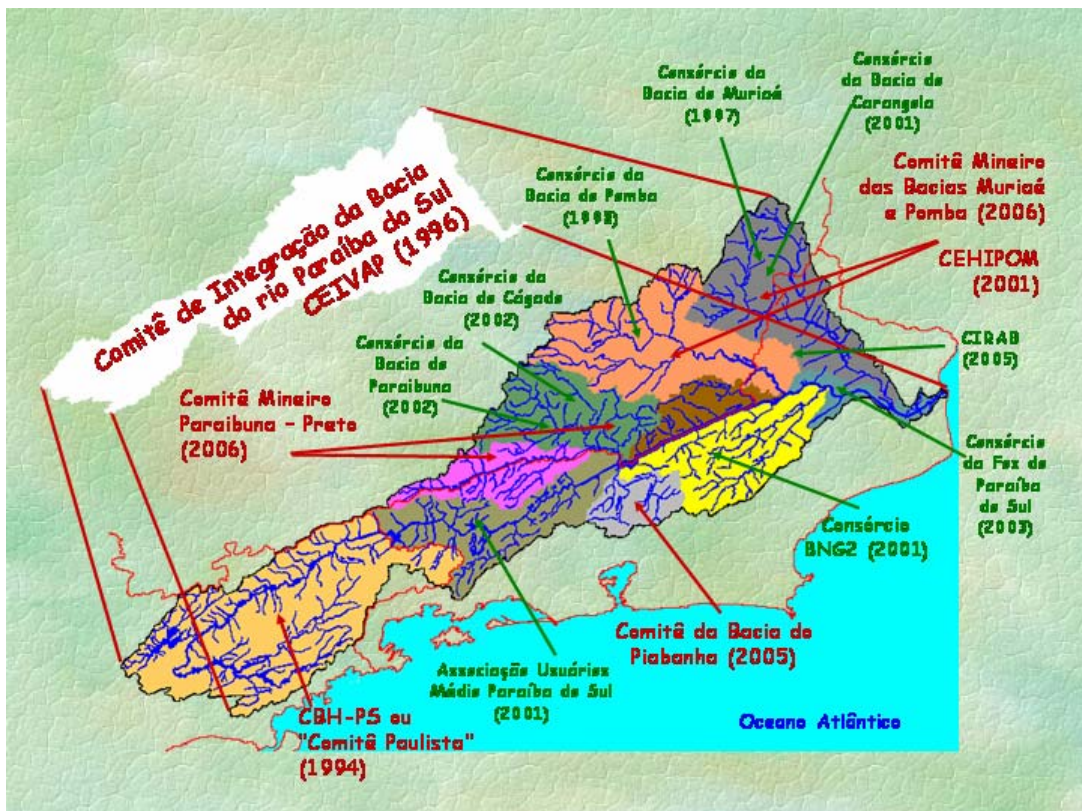 Consórcio da
Bacia do Muriaé
(1997)
Consórcio
da Bacia do
Carangola
(2001)
Consórcio da
Bacia do Pomba
(1998)
Comitê Mineiro
das Bacias Muriaé
e Pomba (2006)
CEHIPOM
(2001)
Comitê de Integração da Bacia
do rio Paraíba do Sul
CEIVAP (1996)
Consórcio da
Bacia do Cágado
(2002)
CIRAB
(2005)
Consórcio da
Bacia do
Paraibuna
(2002)
Comitê Mineiro
Paraibuna - Preto
(2006)
Consórcio
da Foz do
Paraíba
do Sul
(2003)
Consórcio
BNG2 (2001)
Comitê da Bacia do
Piabanha (2005)
Associação Usuários
Médio Paraíba do Sul
(2001)
CBH-PS ou
"Comitê Paulista"
(1994)
Oceano Atlântico